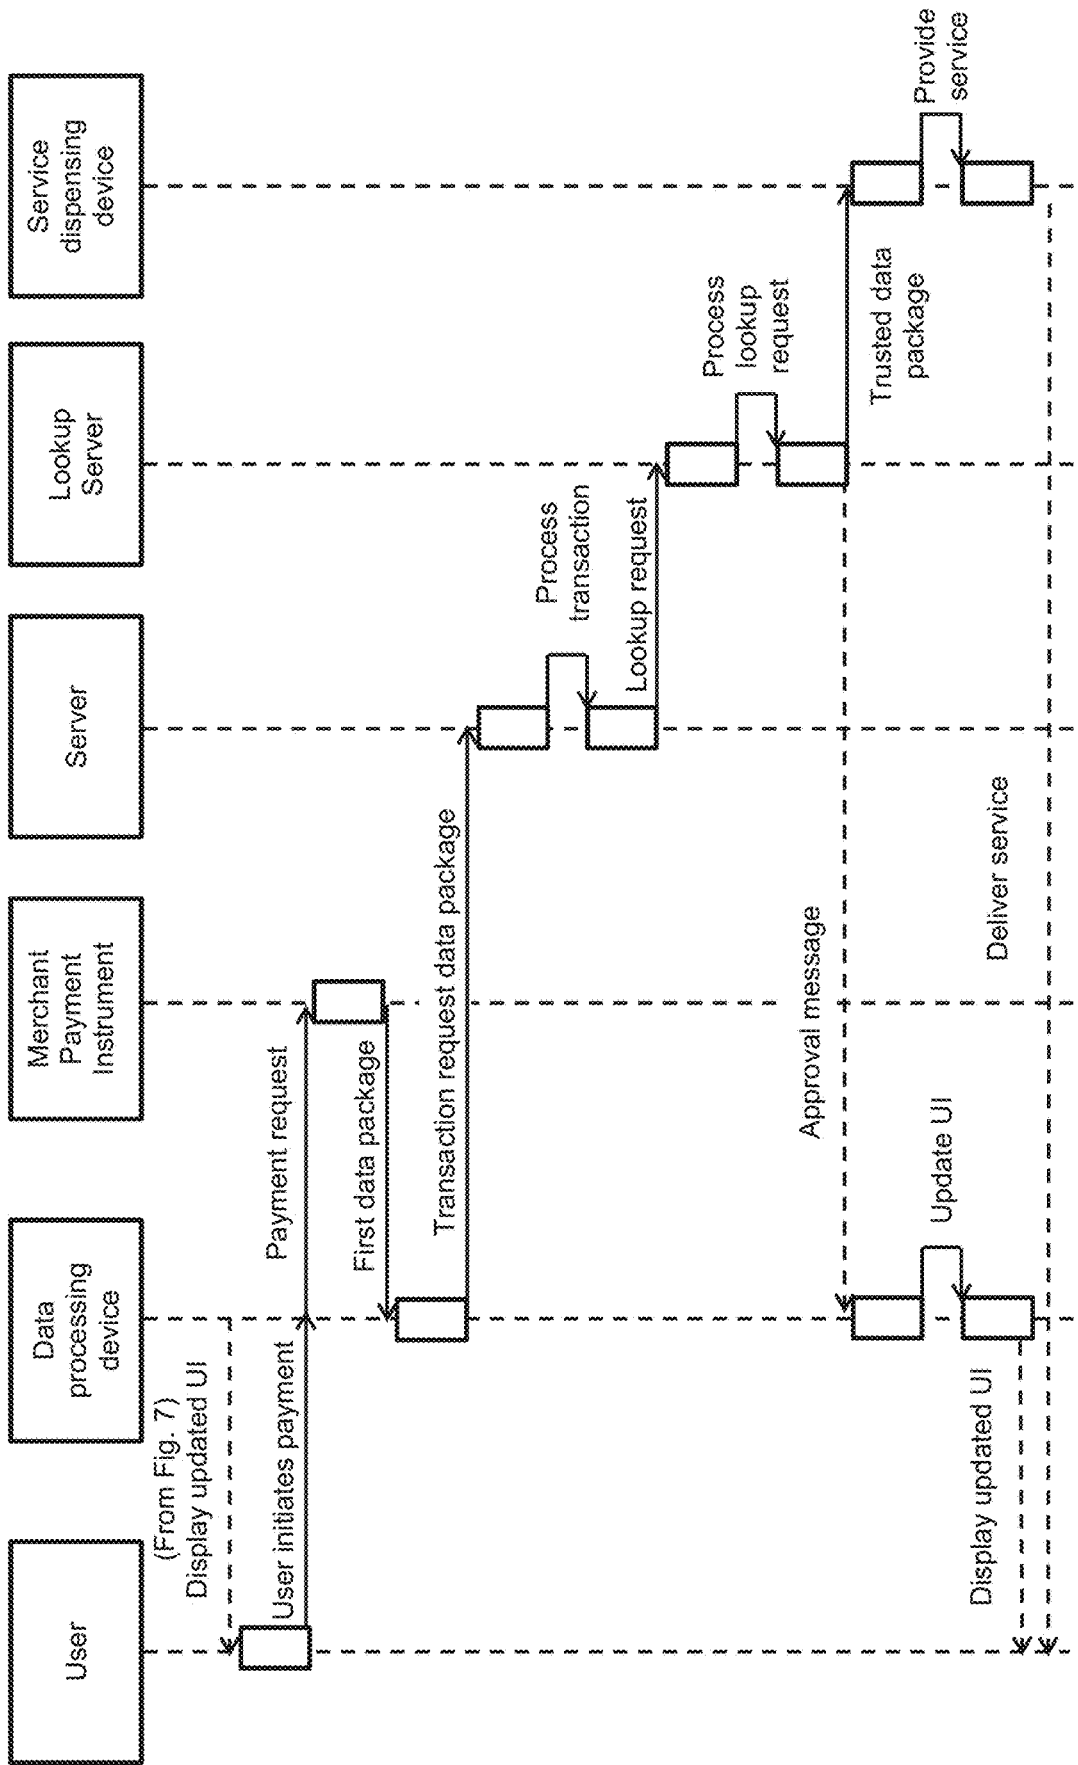 User
Data
processing
device
Merchant
Payment
Instrument
Server
Lookup
Server
Service
dispensing
device
(From Fig. 7)
Display updated UI
User initiates payment
Payment request
First data package
Transaction request data package
Process
transaction
Lookup request
Process
lookup
request
Approval message
Trusted data
package
Update UI
Provide
service
Display updated UI
Deliver service